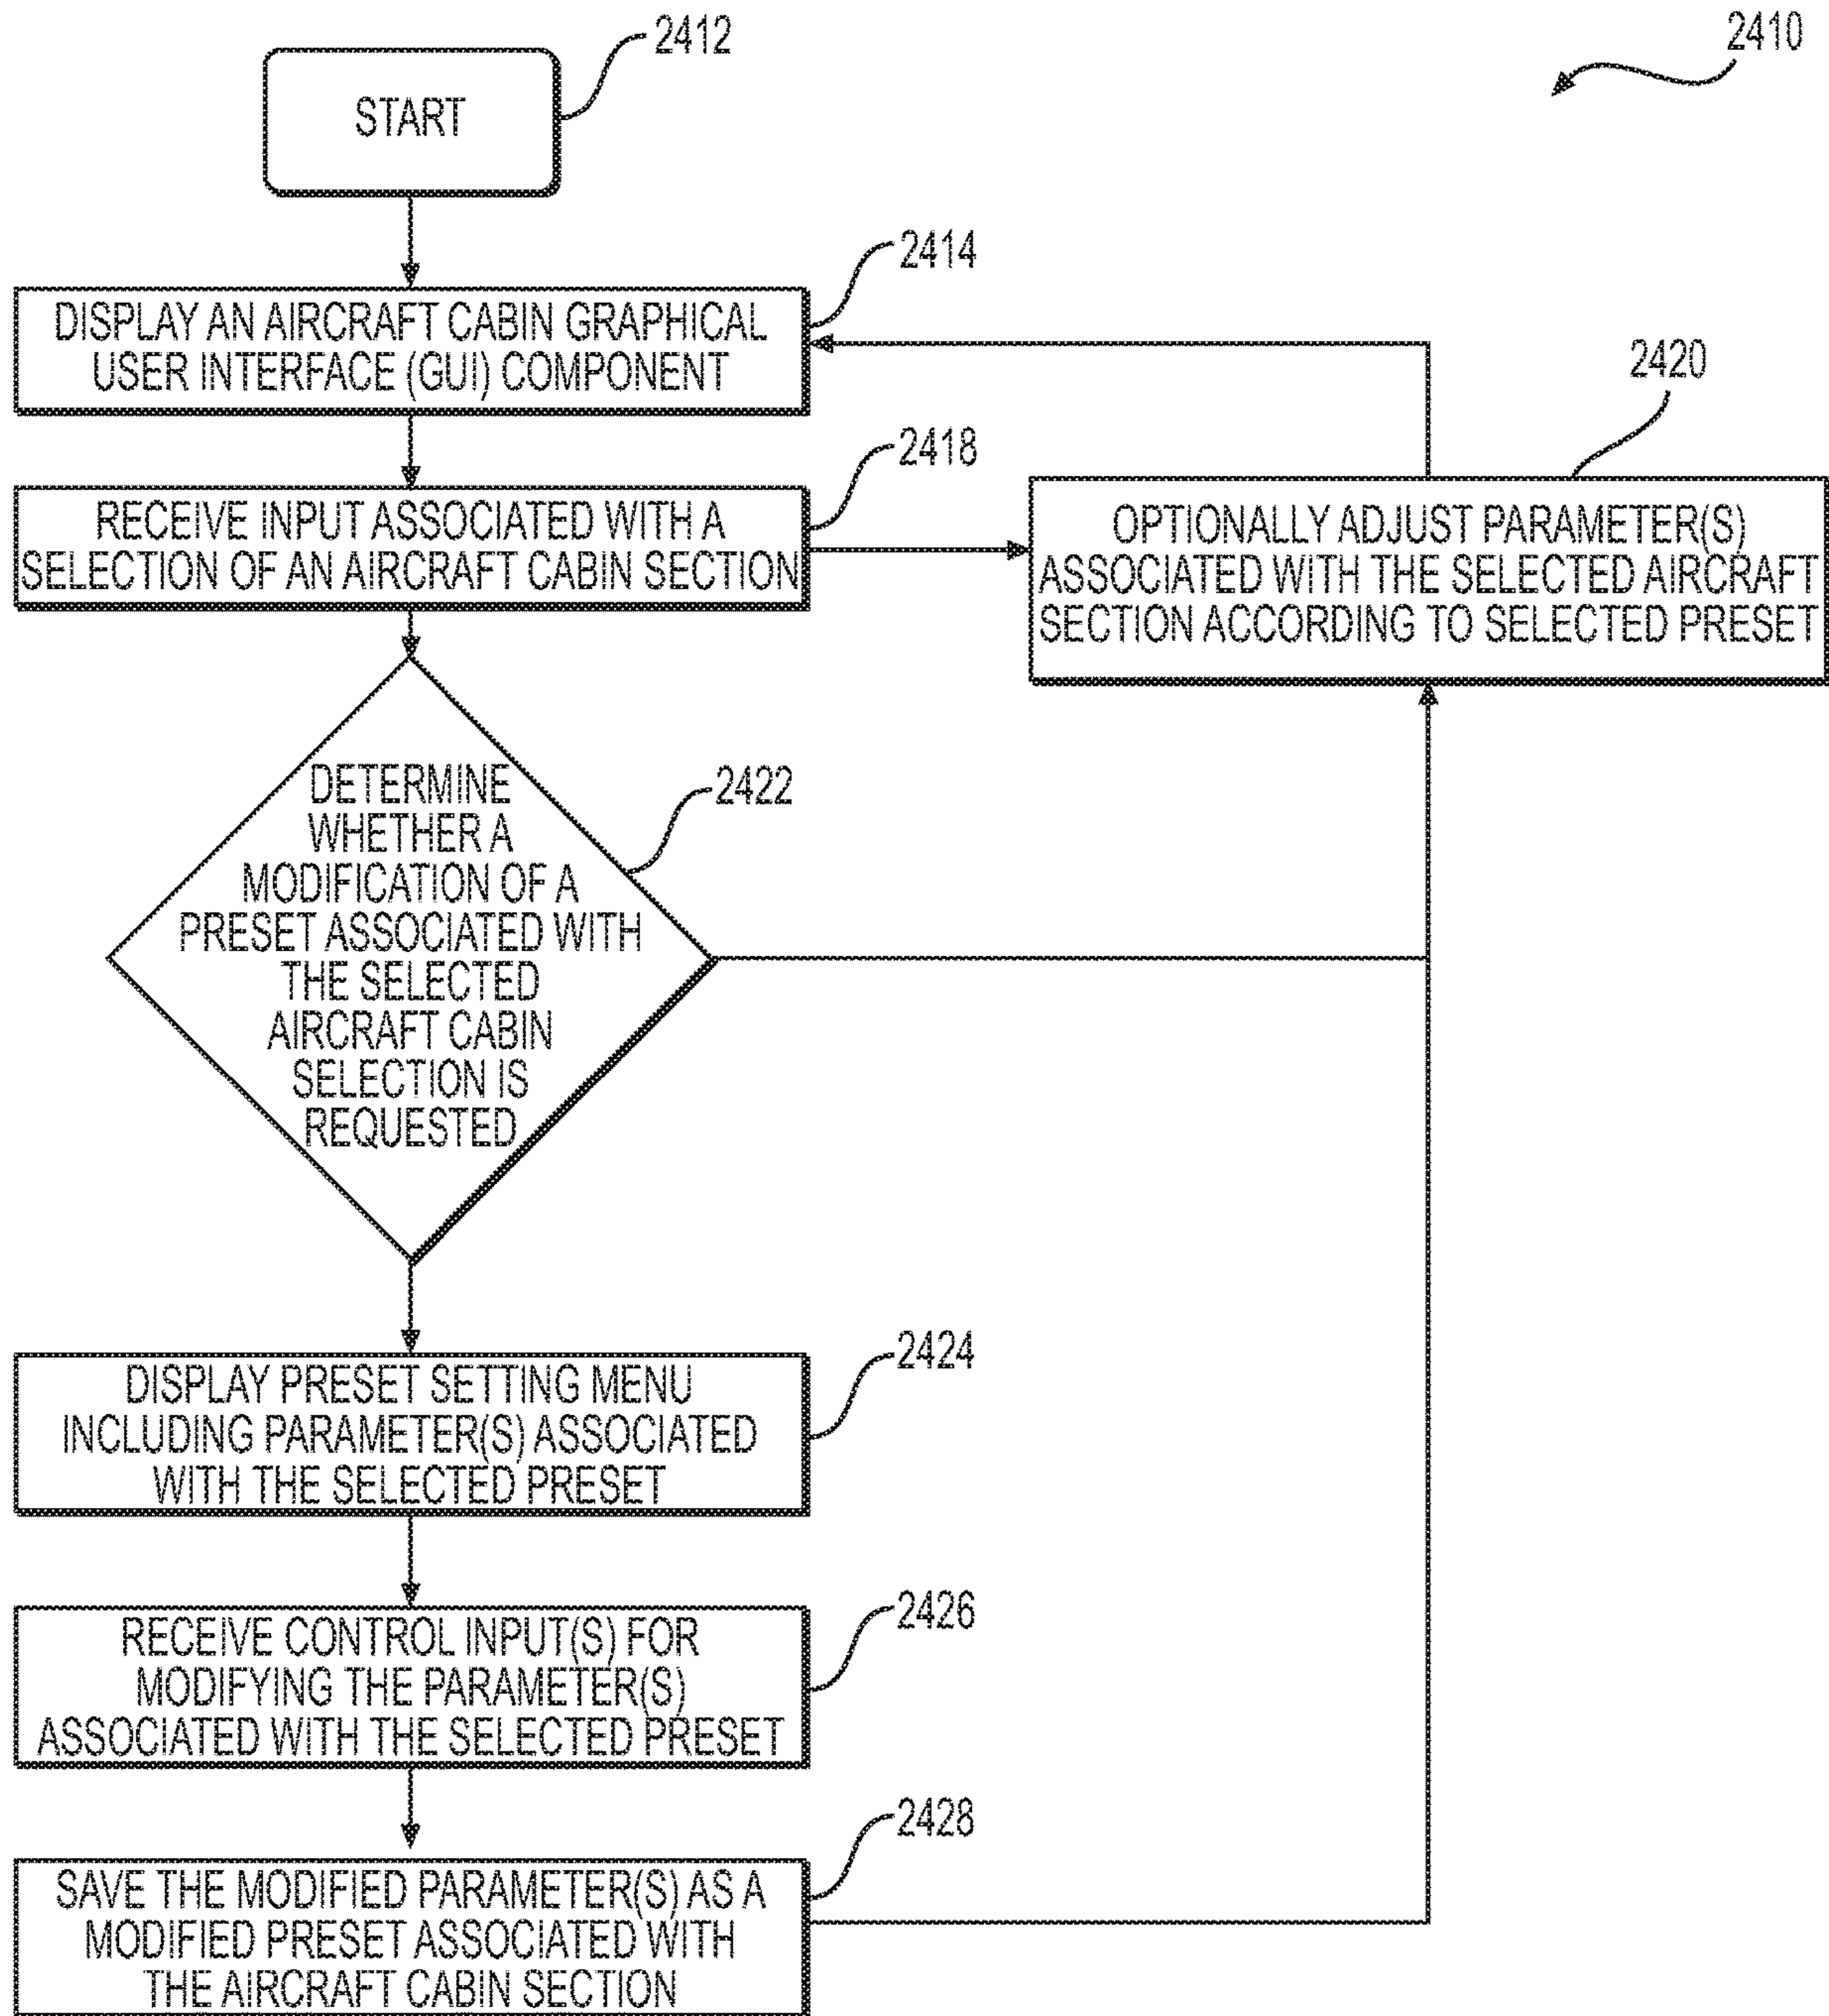 2412
2410
START
2414
DISPLAY AN AIRCRAFT CABIN GRAPHICAL
USER INTERFACE (GUI) COMPONENT
2420
2418
RECEIVE INPUT ASSOCIATED WITH A
SELECTION OF AN AIRCRAFT CABIN SECTION
OPTIONALLY ADJUST PARAMETER(S)
ASSOCIATED WITH THE SELECTED AIRCRAFT
SECTION ACCORDING TO SELECTED PRESET
2422
DETERMINE
WHETHER A
MODIFICATION OF A
PRESET ASSOCIATED WITH
THE SELECTED
AIRCRAFT CABIN
SELECTION IS
REQUESTED
2424
DISPLAY PRESET SETTING MENU
INCLUDING PARAMETER(S) ASSOCIATED
WITH THE SELECTED PRESET
2426
RECEIVE CONTROL INPUT(S) FOR
MODIFYING THE PARAMETER(S)
ASSOCIATED WITH THE SELECTED PRESET
2428
SAVE THE MODIFIED PARAMETER(S) AS A
MODIFIED PRESET ASSOCIATED WITH
THE AIRCRAFT CABIN SECTION